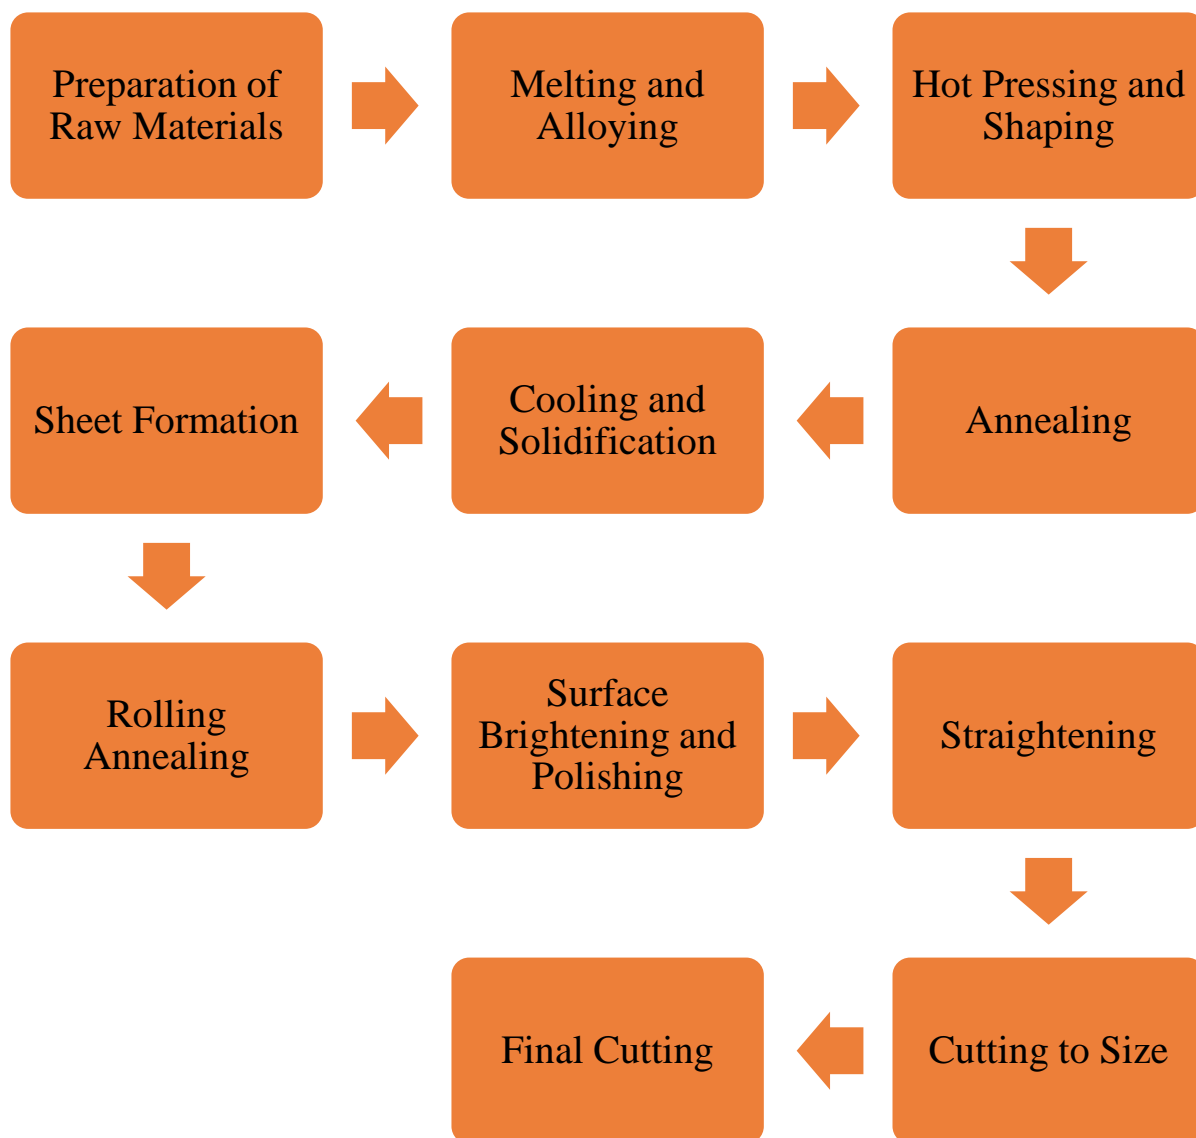 Preparation of
Raw Materials
Melting and
Alloying
Hot Pressing and
Shaping
Annealing
Cooling and
Solidification
Sheet Formation
Rolling
Annealing
Surface
Brightening and
Polishing
Straightening
Cutting to Size
Final Cutting